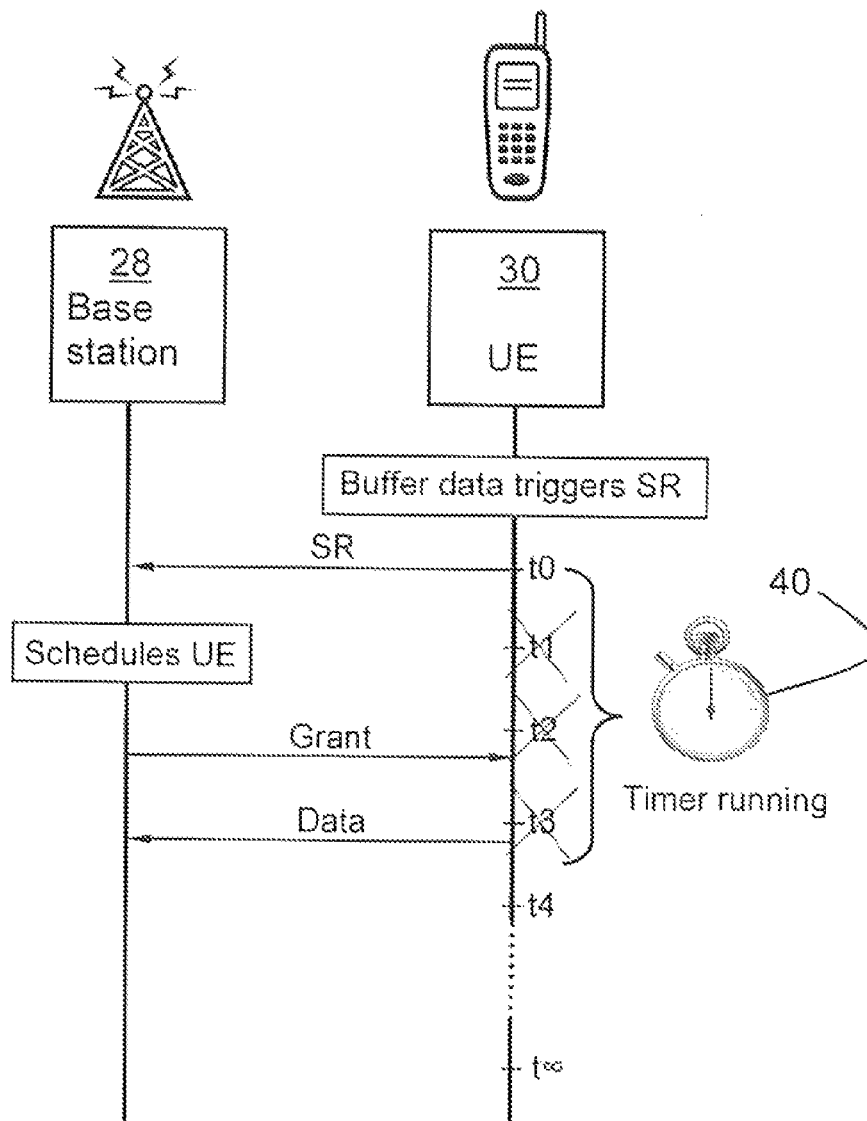 28
Base
station
30
UE
Buffer data triggers SR
SR
t0
40
t1
Schedules UE
t2
Grant
Timer running
t3
Data
t4
t∞